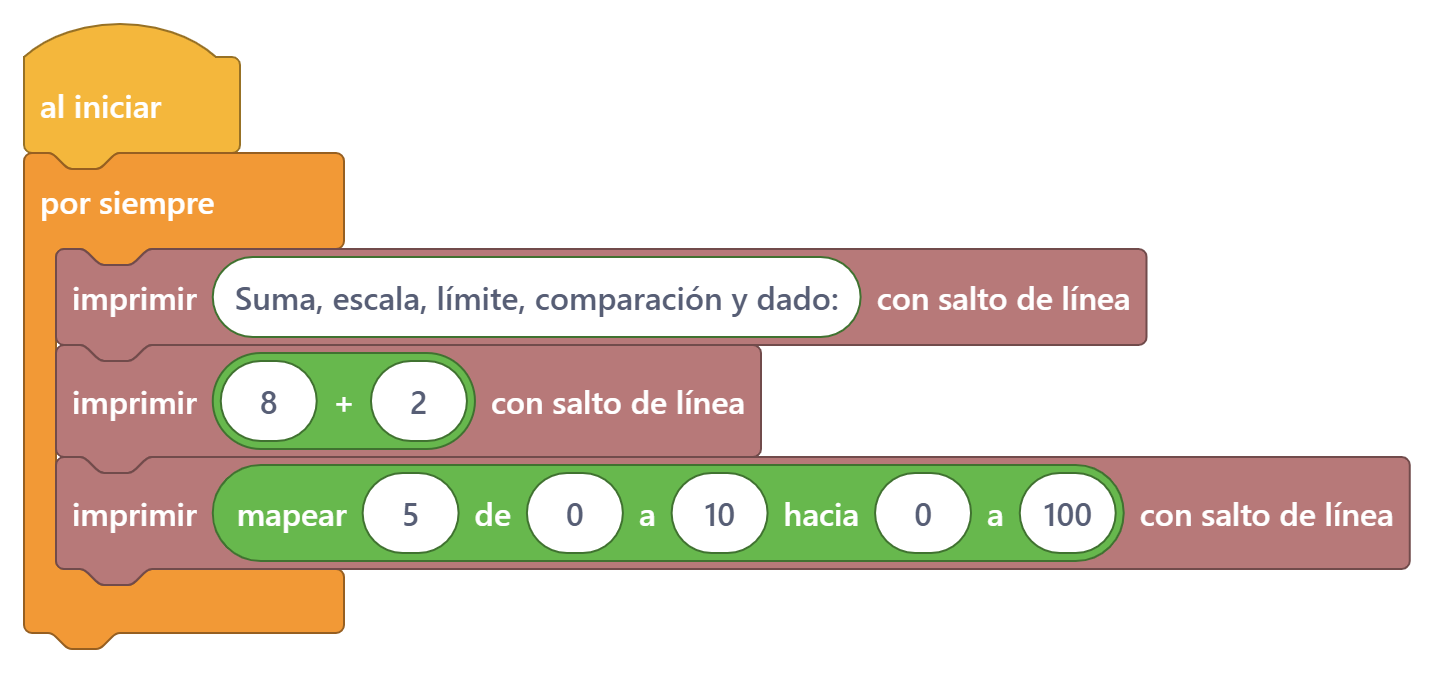 al iniciar
por siempre
imprimir Suma, escala, límite, comparación y dado: con salto de línea
imprimir 8 + 2 con salto de línea
imprimir mapear 5 de 0 a 10 hacia 0 a 100 con salto de línea